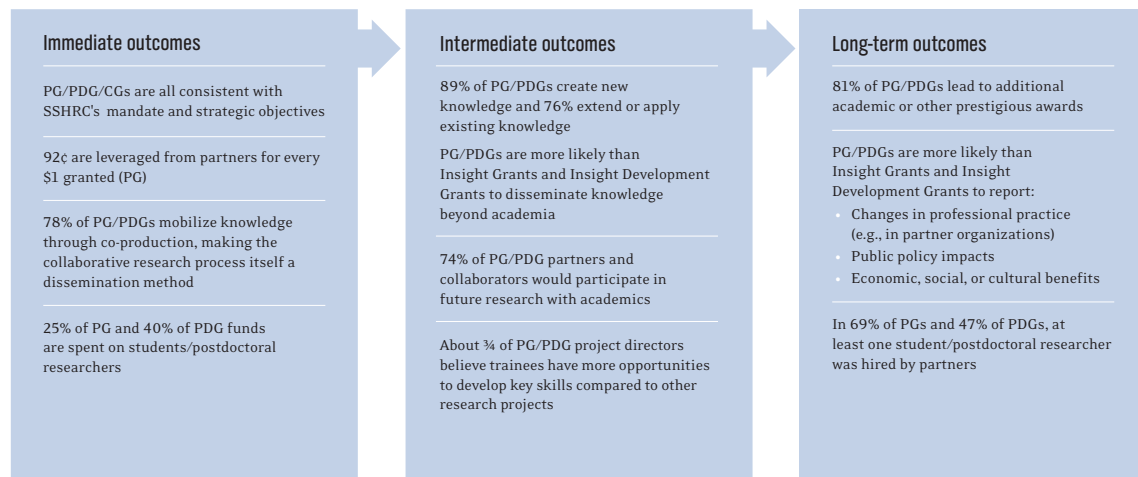 Immediate outcomes
PG/PDG/CGs are all consistent with
SSHRC's mandate and strategic objectives
92¢ are leveraged from partners for every
$1 granted (PG)
78% of PG/PDGs mobilize knowledge
through co-production, making the
collaborative research process itself a
dissemination method
25% of PG and 40% of PDG funds
are spent on students/postdoctoral
researchers
Intermediate outcomes
89% of PG/PDGs create new
knowledge and 76% extend or apply
existing knowledge
PG/PDGs are more likely than
Insight Grants and Insight Development
Grants to disseminate knowledge
beyond academia
74% of PG/PDG partners and
collaborators would participate in
future research with academics
About ¾ of PG/PDG project directors
believe trainees have more opportunities
to develop key skills compared to other
research projects
Long-term outcomes
81% of PG/PDGs lead to additional
academic or other prestigious awards
PG/PDGs are more likely than
Insight Grants and Insight
Development Grants to report:
• Changes in professional practice
(e.g., in partner organizations)
• Public policy impacts
• Economic, social, or cultural benefits
In 69% of PGs and 47% of PDGs, at
least one student/postdoctoral researcher
was hired by partners